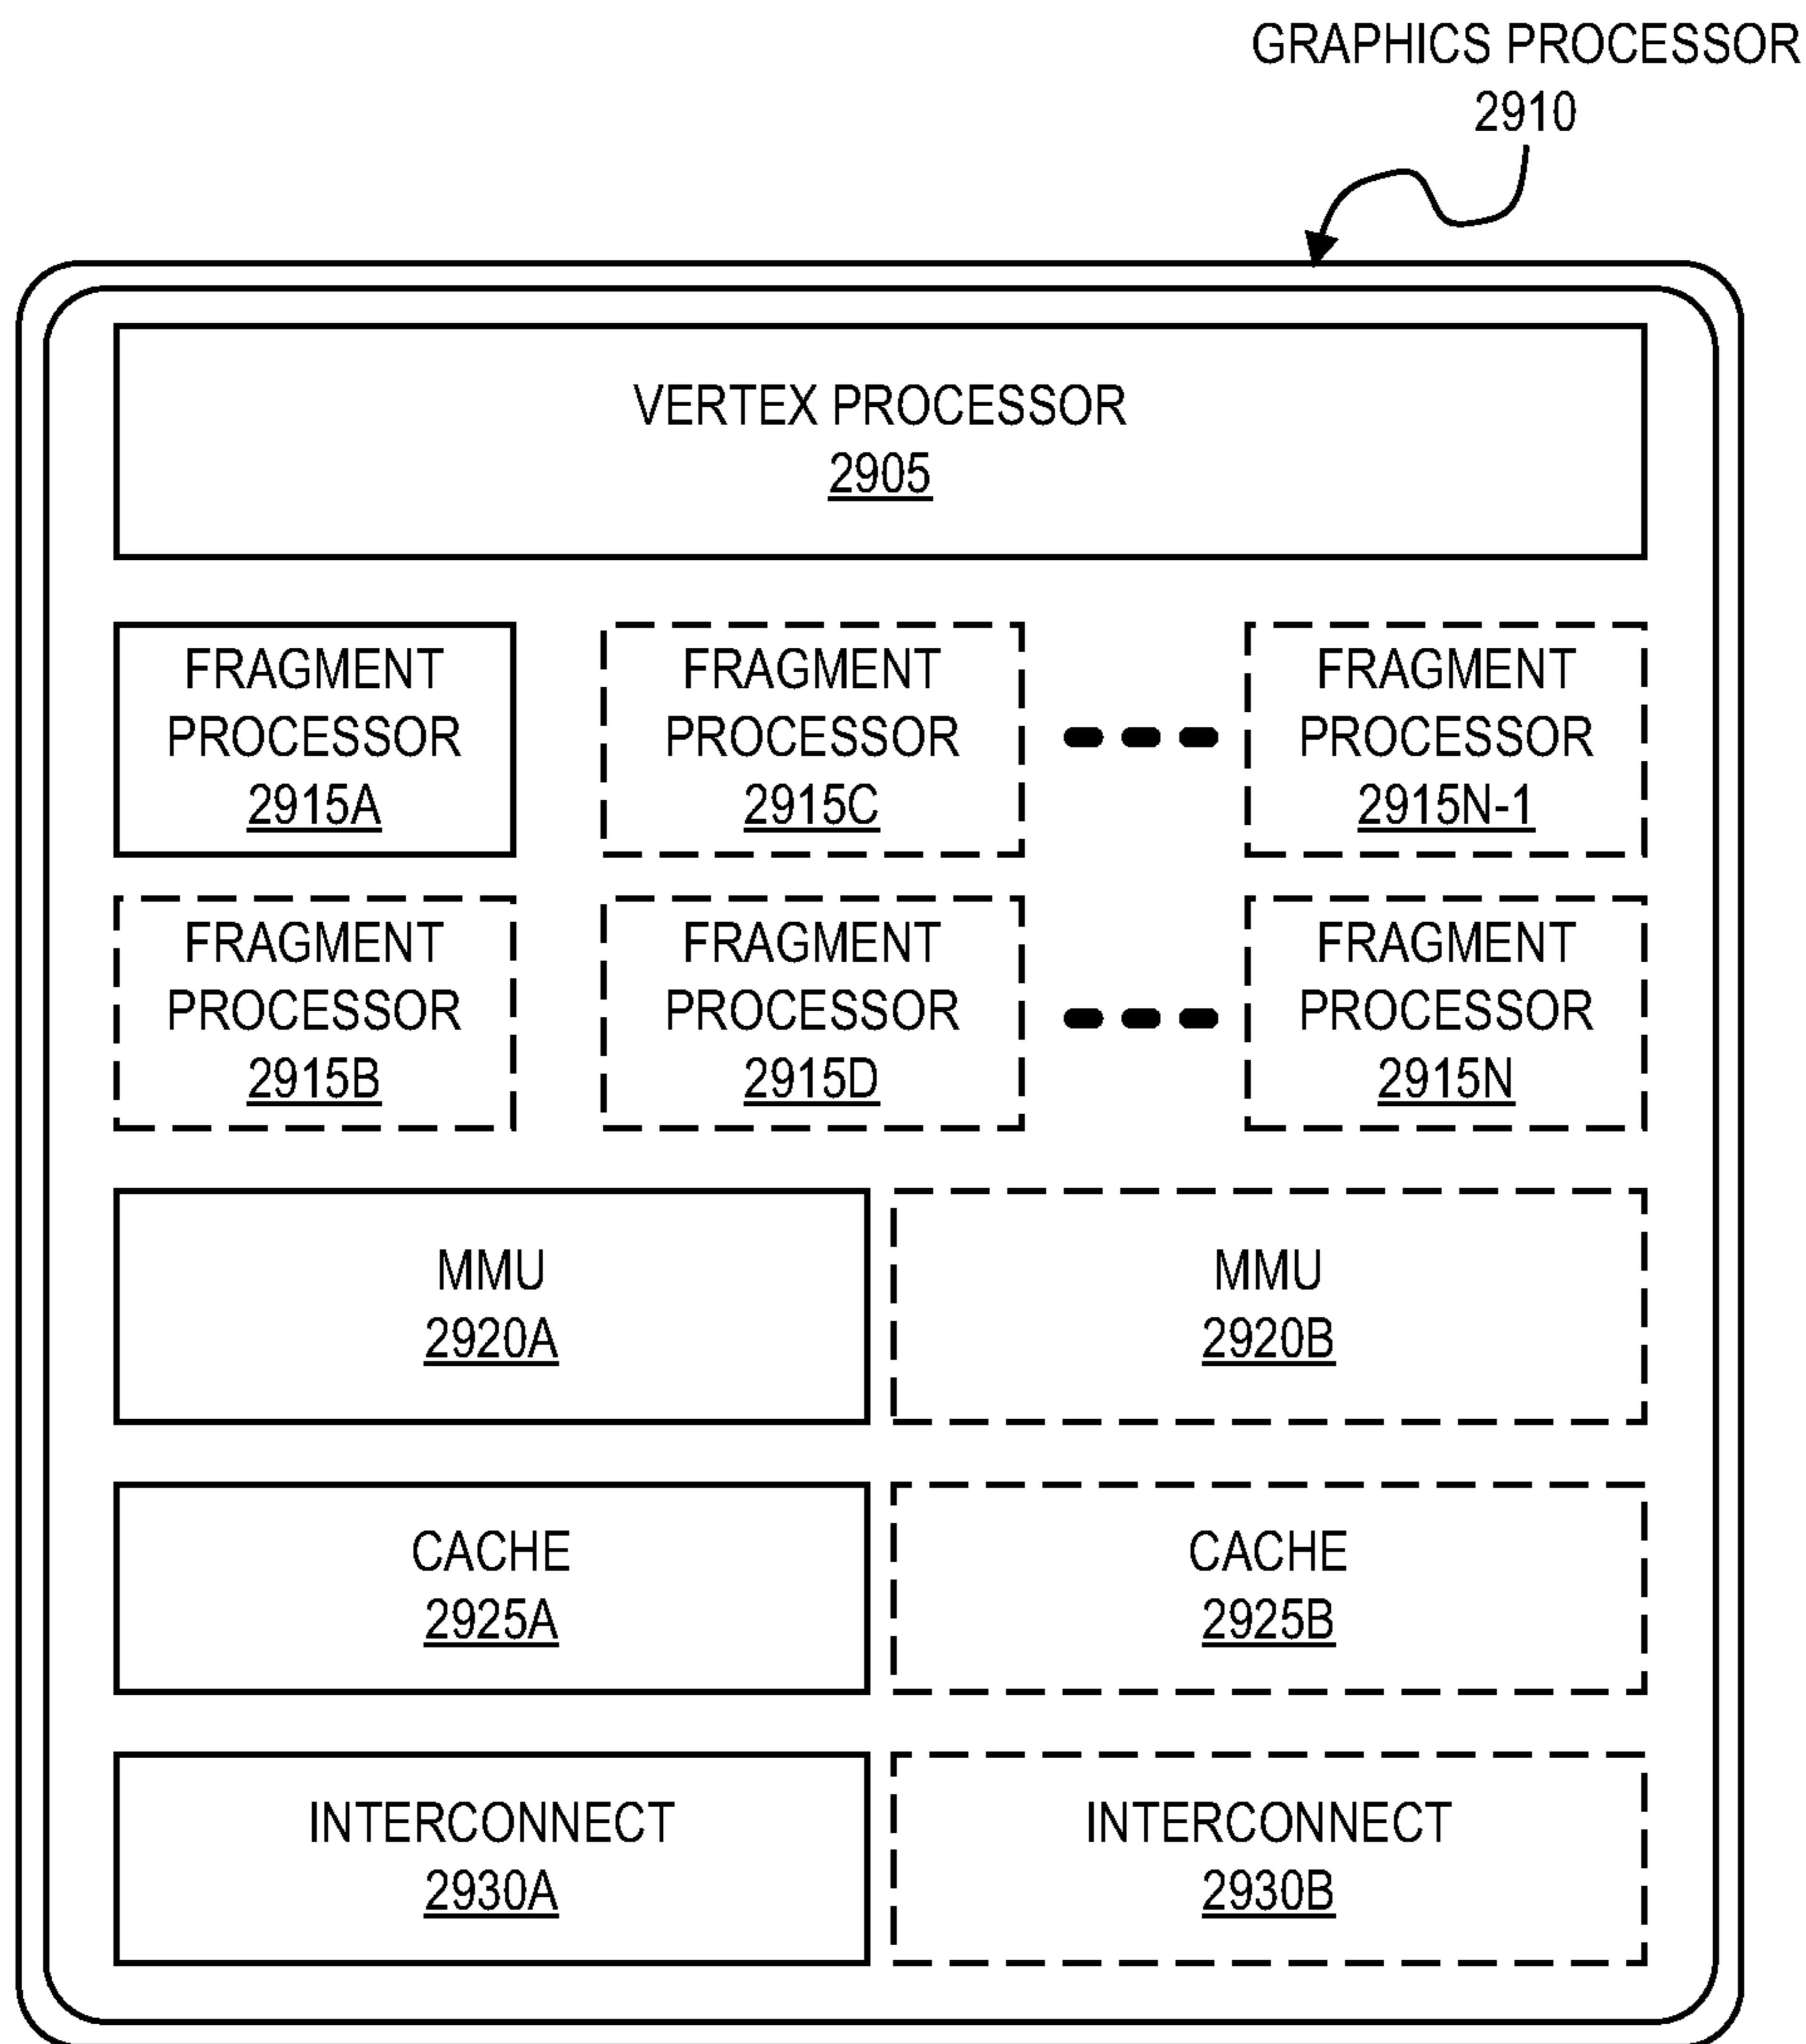 GRAPHICS PROCESSOR
2910
VERTEX PROCESSOR
2905
FRAGMENT
PROCESSOR
2915A
FRAGMENT
PROCESSOR
2915C
FRAGMENT
PROCESSOR
2915N-1
FRAGMENT
PROCESSOR
2915B
FRAGMENT
PROCESSOR
2915D
FRAGMENT
PROCESSOR
2915N
MMU
2920A
MMU
2920B
CACHE
2925A
CACHE
2925B
INTERCONNECT
2930A
INTERCONNECT
2930B